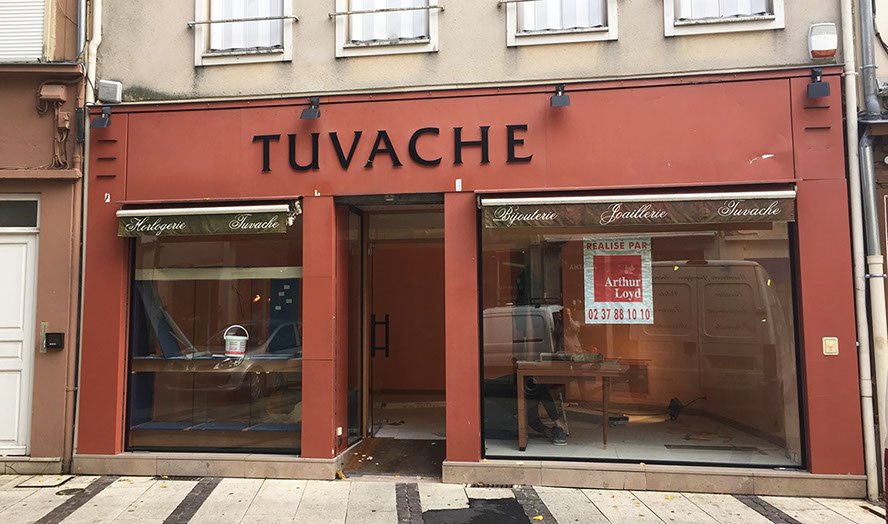 TUVACHE
Horlogerie Tuvache
Bijouterie Joaillerie Tuvache
RÉALISÉ PAR
Arthur
Loyd
02 37 88 10 10